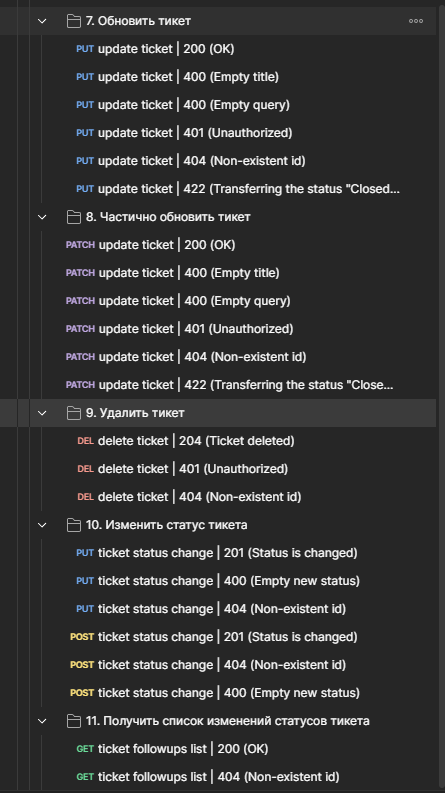 7. Обновить тикет
PUT update ticket | 200 (OK)
PUT update ticket | 400 (Empty title)
PUT update ticket | 400 (Empty query)
PUT update ticket | 401 (Unauthorized)
PUT update ticket | 404 (Non-existent id)
PUT update ticket | 422 (Transferring the status "Closed...
8. Частично обновить тикет
PATCH update ticket | 200 (OK)
PATCH update ticket | 400 (Empty title)
PATCH update ticket | 400 (Empty query)
PATCH update ticket | 401 (Unauthorized)
PATCH update ticket | 404 (Non-existent id)
PATCH update ticket | 422 (Transferring the status "Close...
9. Удалить тикет
DEL delete ticket | 204 (Ticket deleted)
DEL delete ticket | 401 (Unauthorized)
DEL delete ticket | 404 (Non-existent id)
10. Изменить статус тикета
PUT ticket status change | 201 (Status is changed)
PUT ticket status change | 400 (Empty new status)
PUT ticket status change | 404 (Non-existent id)
POST ticket status change | 201 (Status is changed)
POST ticket status change | 404 (Non-existent id)
POST ticket status change | 400 (Empty new status)
11. Получить список изменений статусов тикета
GET ticket followups list | 200 (OK)
GET ticket followups list | 404 (Non-existent id)